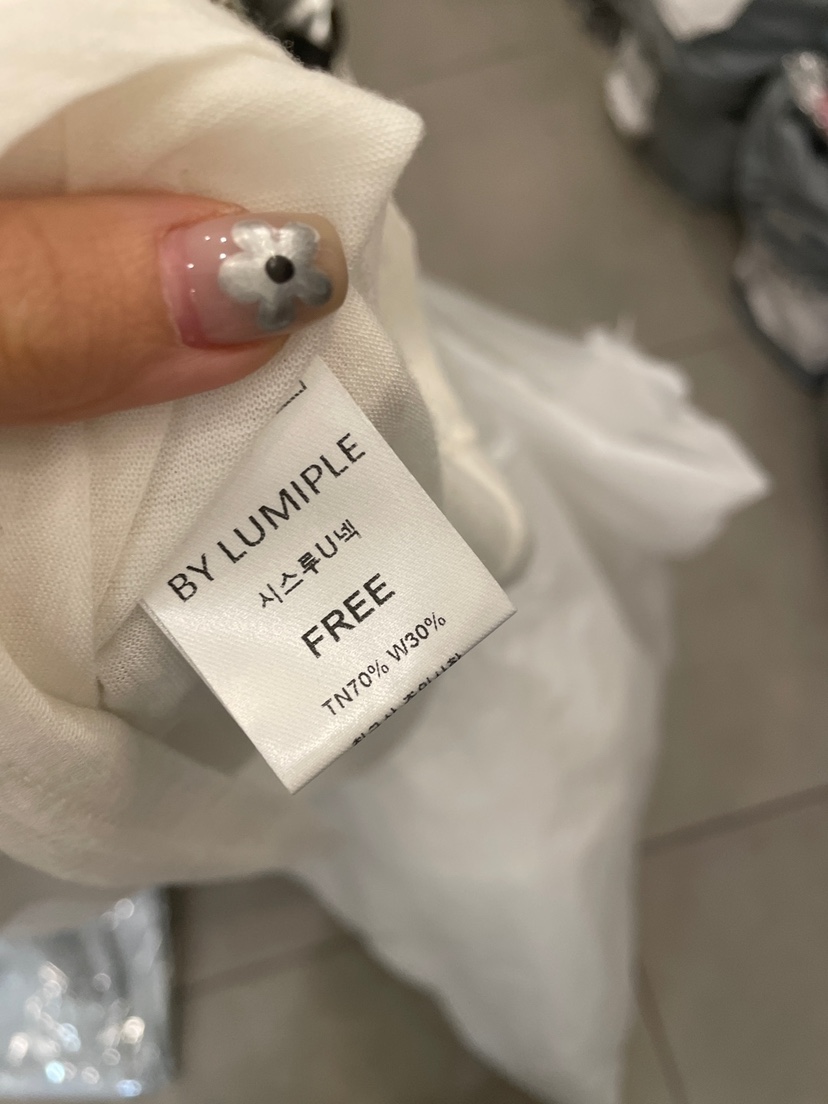 BY LUMIPLE
시스루U넥
FREE
TN70% W30%